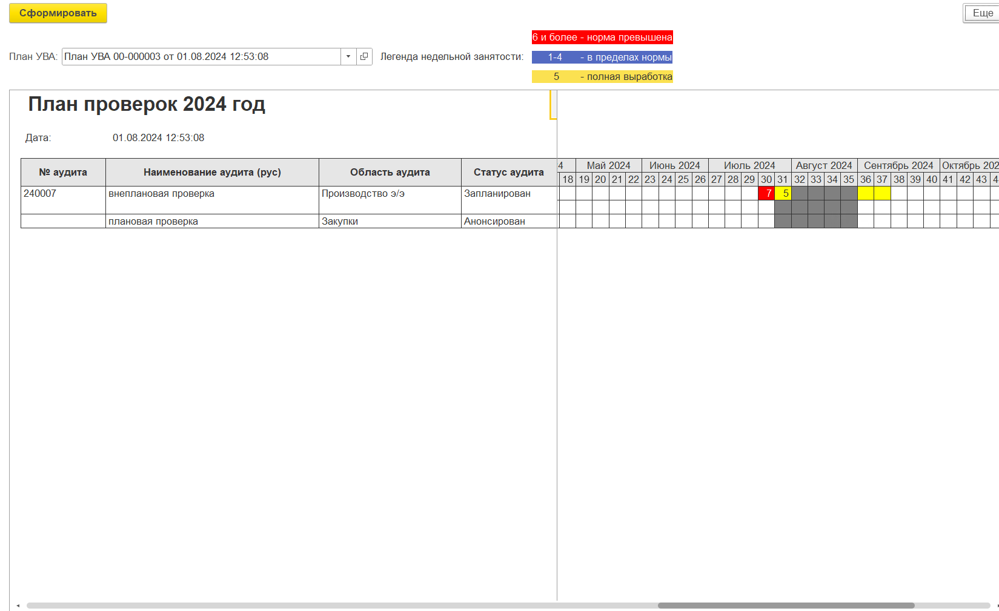 Сформировать
Еще
6 и более - норма превышена
План УВА: План УВА 00-000003 от 01.08.2024 12:53:08 Легенда недельной занятости:
1-4 - в пределах нормы
5 - полная выработка
План проверок 2024 год
Дата: 01.08.2024 12:53:08
№ аудита Наименование аудита (рус) Область аудита Статус аудита
4 Май 2024 Июнь 2024 Июль 2024 Август 2024 Сентябрь 2024 Октябрь 202
18 19 20 21 22 23 24 25 26 27 28 29 30 31 32 33 34 35 36 37 38 39 40 41 42 43 4
240007 внеплановая проверка Производство э/э Запланирован 7 5
плановая проверка Закупки Анонсирован